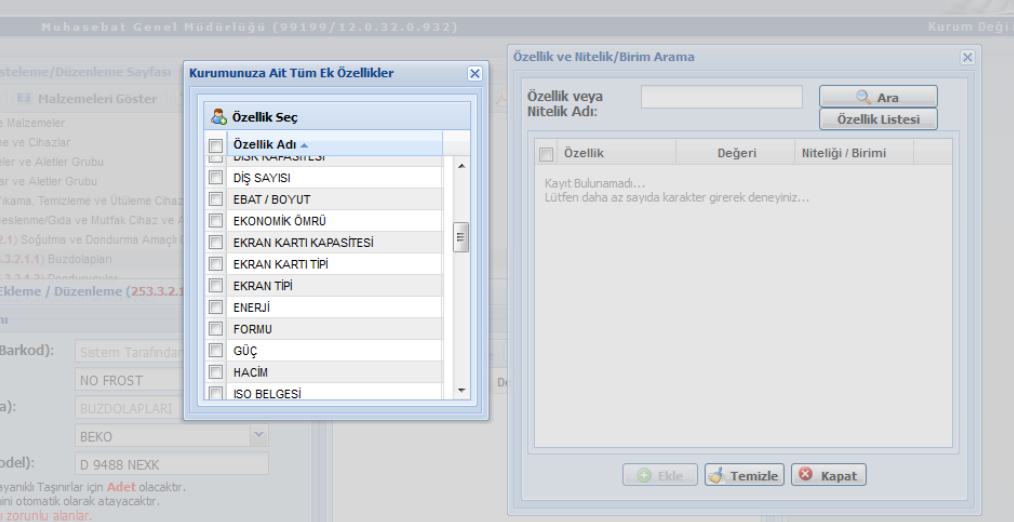 Muhasebat Genel Müdürlüğü (99199/12.0.32.0.932)
Kurum Deği
steleme/Düzenleme Sayfası
Malzemeleri Göster
Malzemeler
ne ve Cihazlar
eler ve Aletler Grubu
ar ve Aletler Grubu
Yıkama, Temizleme ve Ütüleme Cihaz
Beslenme/Gıda ve Mutfak Cihaz ve A
2.1) Soğutma ve Dondurma Amaçlı
.3.2.1.1) Buzdolapları
Ekleme / Düzenleme (253.3.2.1
Barkod):
Sistem Tarafından
NO FROST
a):
BUZDOLAPLARI
BEKO
odel):
D 9488 NEXK
ayanıklı Taşınırlar için Adet olacaktır.
ini otomatik olarak atayacaktır.
zorunlu alanlar.
Kurumunuza Ait Tüm Ek Özellikler
Özellik Seç
Özellik Adı
DİSK KAPASİTESİ
DİŞ SAYISI
EBAT / BOYUT
EKONOMİK ÖMRÜ
EKRAN KARTI KAPASİTESİ
EKRAN KARTI TİPİ
EKRAN TİPİ
ENERJİ
FORMU
GÜÇ
HACİM
ISO BELGESİ
Özellik ve Nitelik/Birim Arama
Özellik veya
Nitelik Adı:
Ara
Özellik Listesi
Özellik Değeri Niteliği / Birimi
Kayıt Bulunamadı...
Lütfen daha az sayıda karakter girerek deneyiniz...
Ekle Temizle Kapat